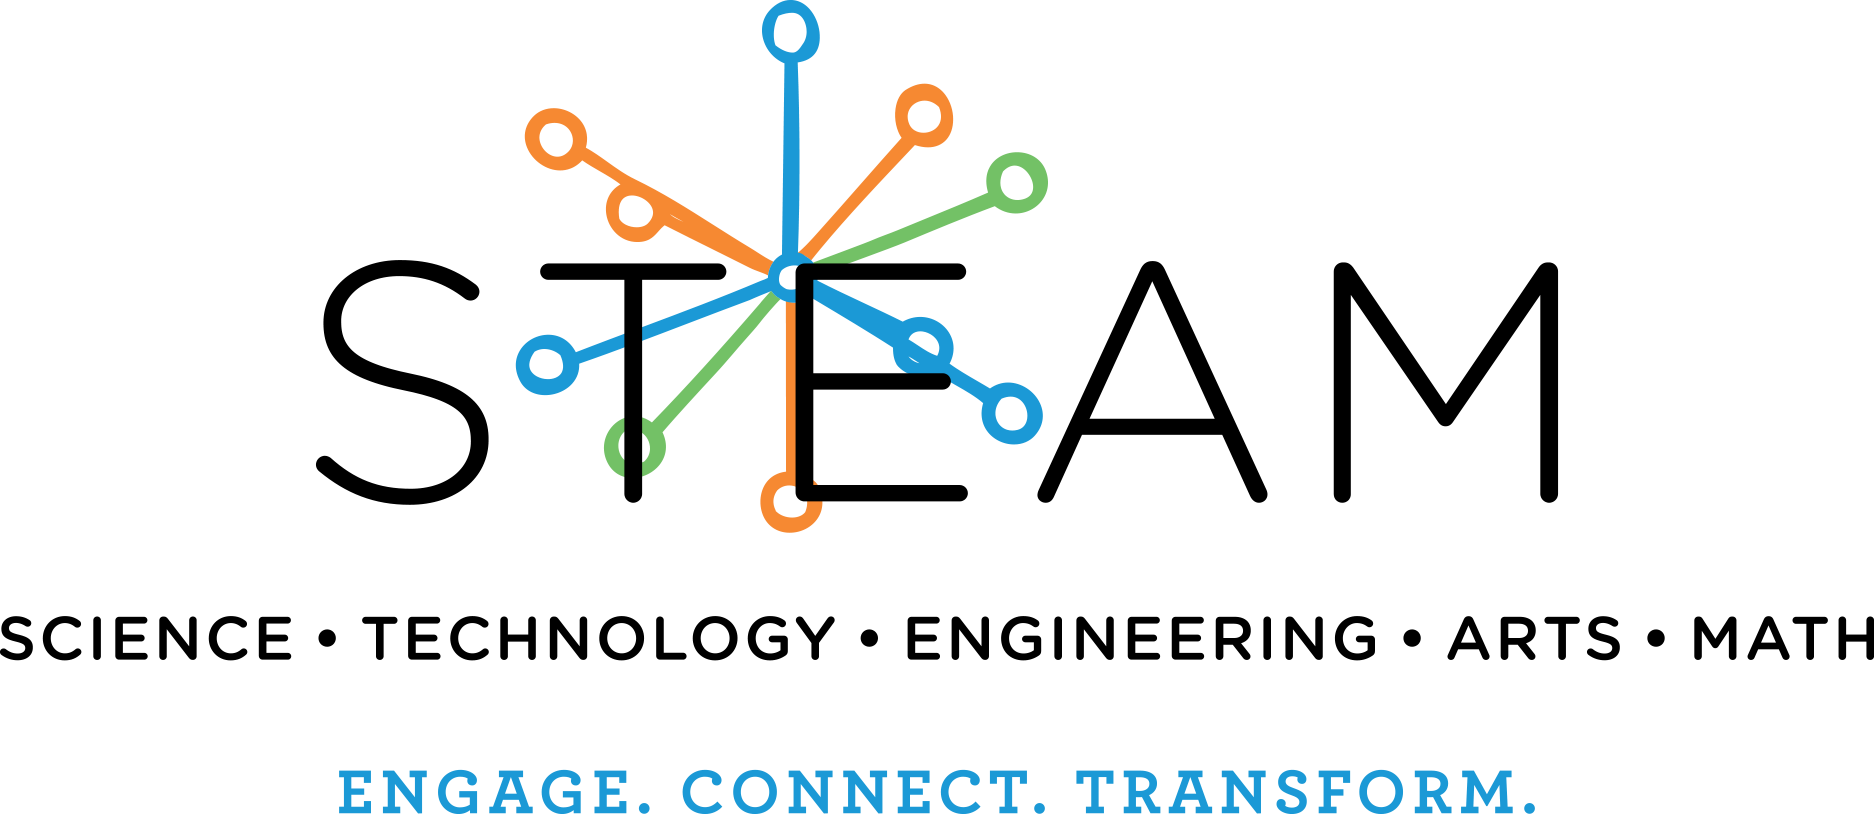 STEAM
SCIENCE • TECHNOLOGY • ENGINEERING • ARTS • MATH
ENGAGE. CONNECT. TRANSFORM.